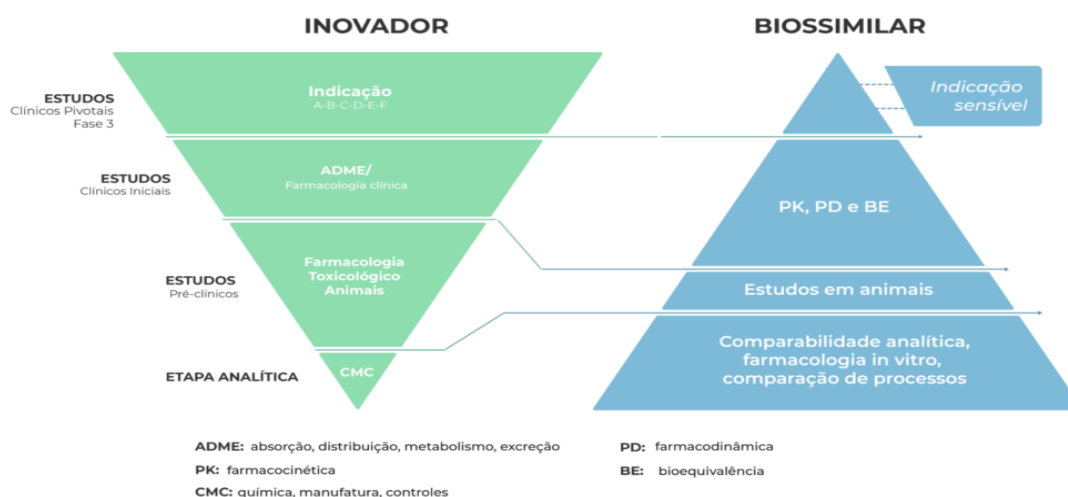 INOVADOR
BIOSSIMILAR
ESTUDOS
Clínicos Pivotais
Fase 3
Indicação
A-B-C-D-E-F
Indicação
sensível
ESTUDOS
Clínicos Iniciais
ADME/
Farmacologia clínica
PK, PD e BE
ESTUDOS
Pré-clínicos
Farmacologia
Toxicológico
Animais
Estudos em animais
ETAPA ANALÍTICA
CMC
Comparabilidade analítica,
farmacologia in vitro,
comparação de processos
ADME: absorção, distribuição, metabolismo, excreção
PK: farmacocinética
CMC: química, manufatura, controles
PD: farmacodinâmica
BE: bioequivalência